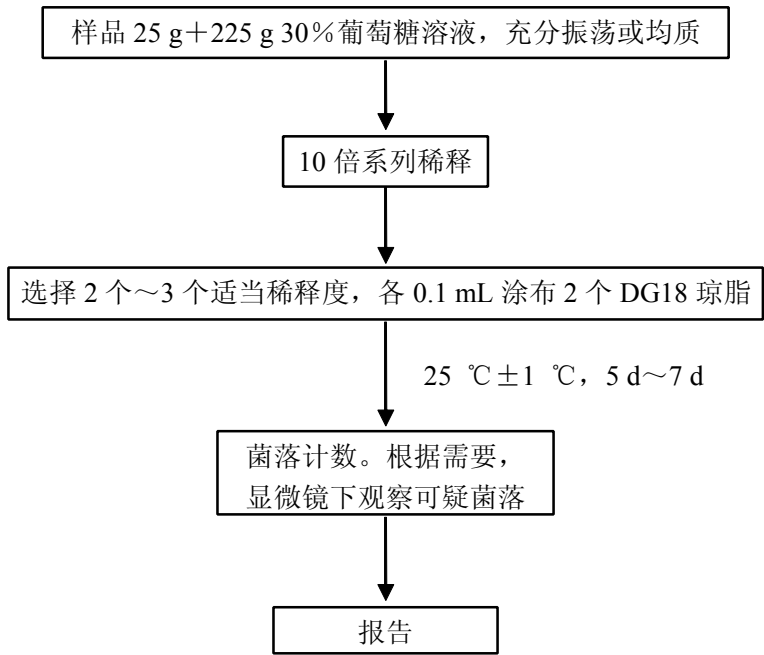 样品 25 g＋225 g 30％葡萄糖溶液，充分振荡或均质
10 倍系列稀释
选择 2 个～3 个适当稀释度，各 0.1 mL 涂布 2 个 DG18 琼脂
25 ℃±1 ℃，5 d～7 d
菌落计数。根据需要，
显微镜下观察可疑菌落
报告